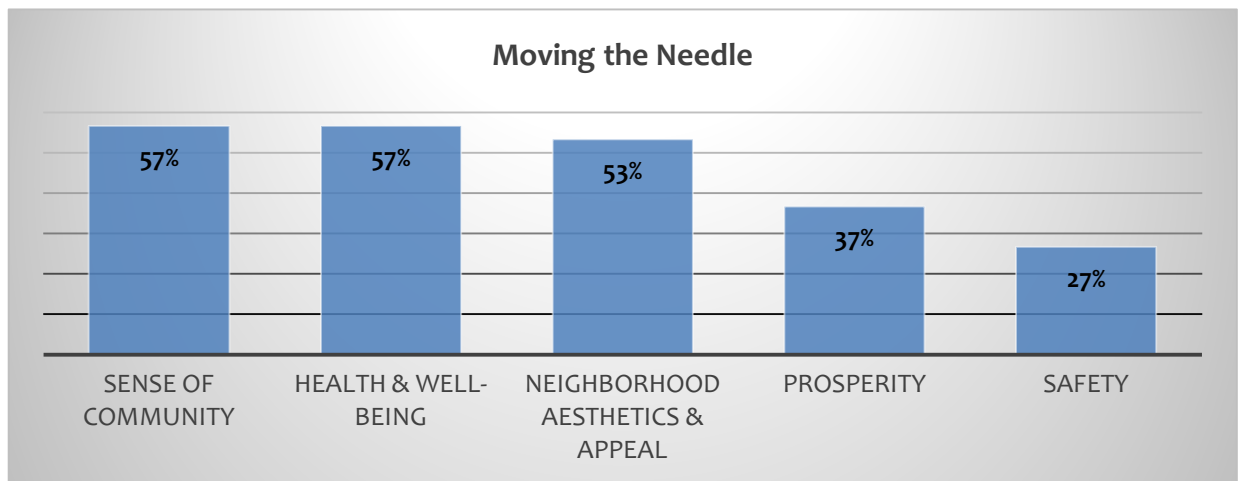 Moving the Needle
57%
57%
53%
37%
27%
SENSE OF
COMMUNITY
HEALTH & WELL-
BEING
NEIGHBORHOOD
AESTHETICS &
APPEAL
PROSPERITY
SAFETY